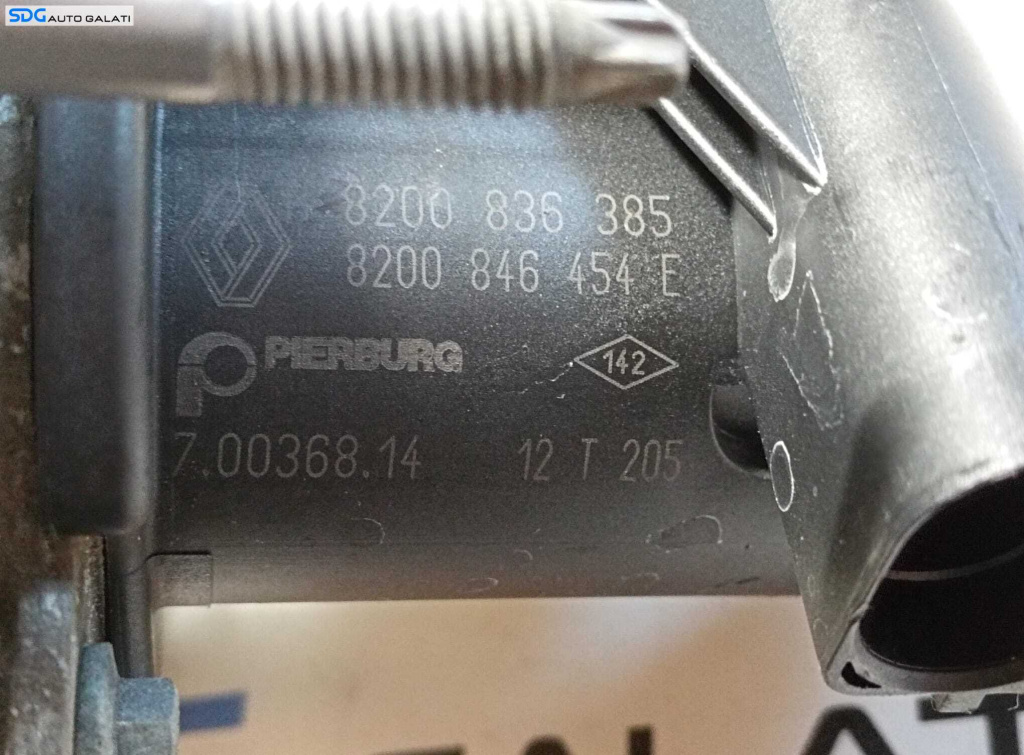 SDG AUTO GALATI
8200 836 385
8200 846 454 E
PIERBURG
142
7.00368.14 12 T 205